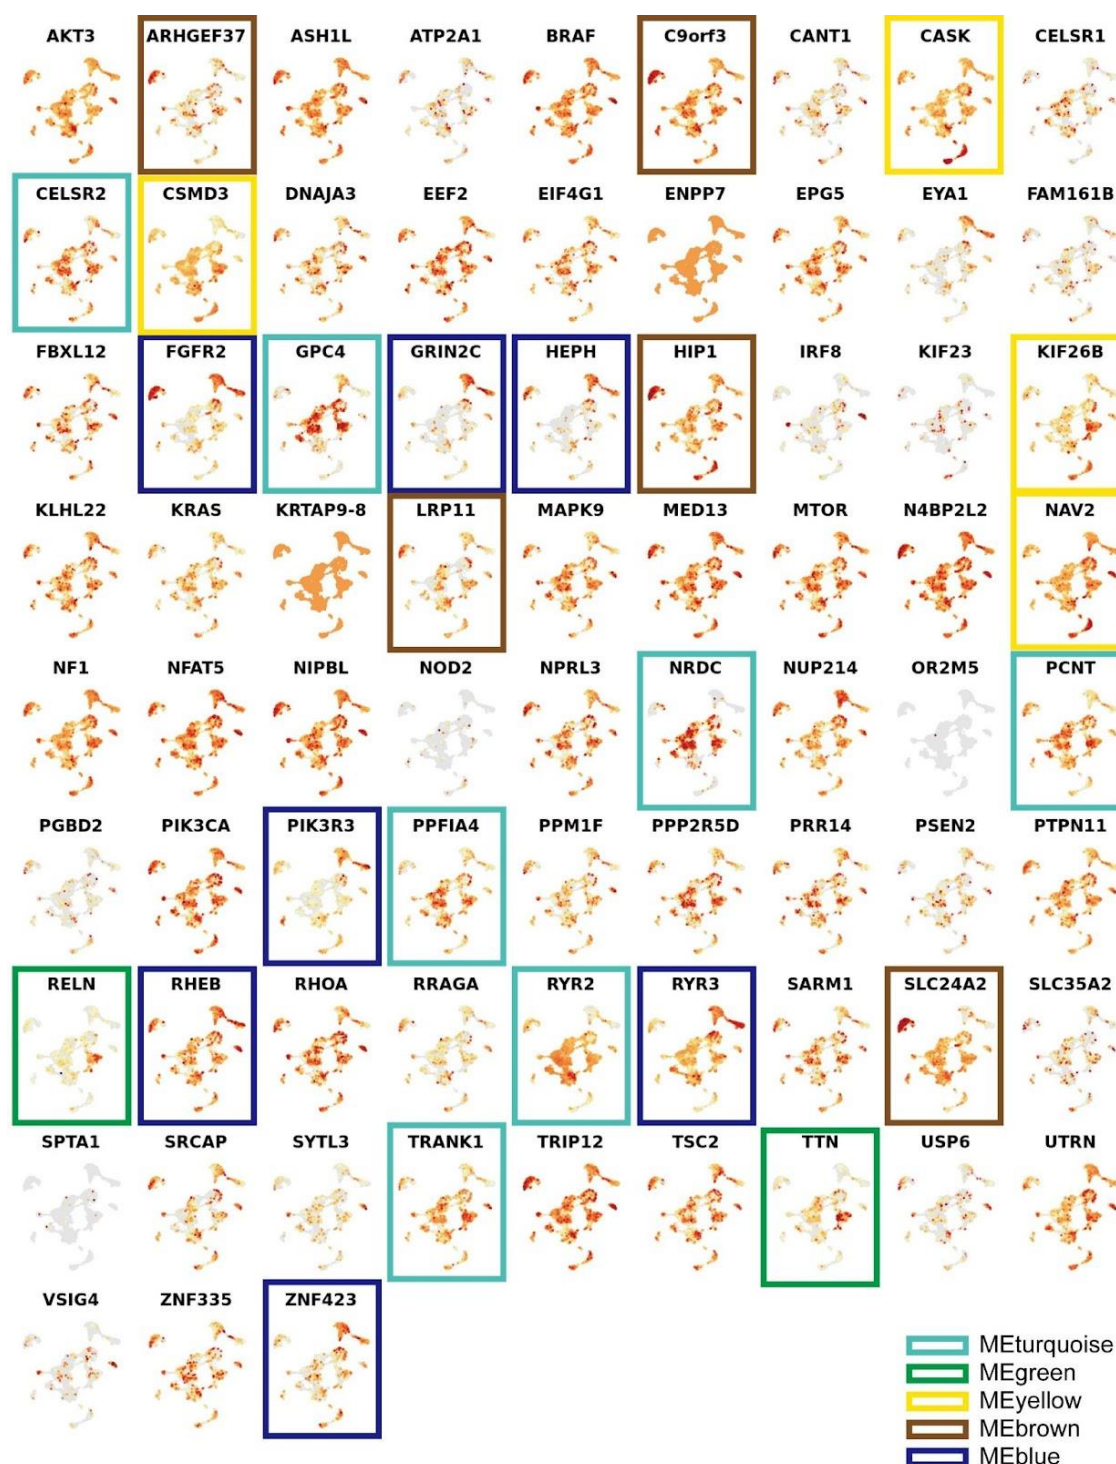 AKT3 ARHGEF37 ASH1L ATP2A1 BRAF C9orf3 CANT1 CASK CELSR1
CELSR2 CSMD3 DNAJA3 EEF2 EIF4G1 ENPP7 EPG5 EYA1 FAM161B
FBXL12 FGFR2 GPC4 GRIN2C HEPH HIP1 IRF8 KIF23 KIF26B
KLHL22 KRAS KRTAP9-8 LRP11 MAPK9 MED13 MTOR N4BP2L2 NAV2
NF1 NFAT5 NIPBL NOD2 NPRL3 NRDC NUP214 OR2M5 PCNT
PGBD2 PIK3CA PIK3R3 PPFIA4 PPM1F PPP2R5D PRR14 PSEN2 PTPN11
RELN RHEB RHOA RRAGA RYR2 RYR3 SARM1 SLC24A2 SLC35A2
SPTA1 SRCAP SYTL3 TRANK1 TRIP12 TSC2 TTN USP6 UTRN
VSIG4 ZNF335 ZNF423
MEturquoise
MEgreen
MEyellow
MEbrown
MEblue